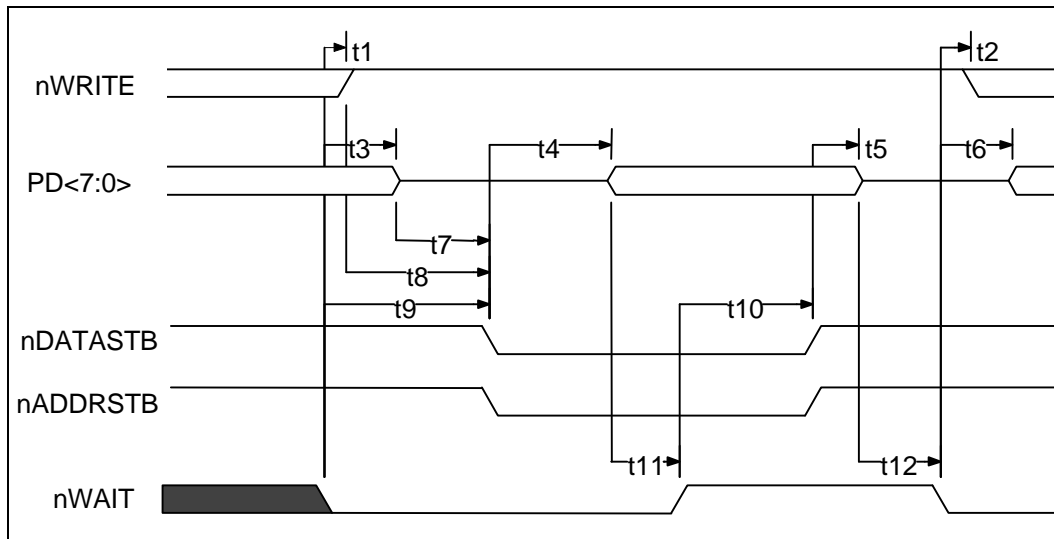 t1 t2
nWRITE
t3 t4 t5 t6
PD<7:0>
t7
t8
t9 t10
nDATASTB
nADDRSTB
t11 t12
nWAIT